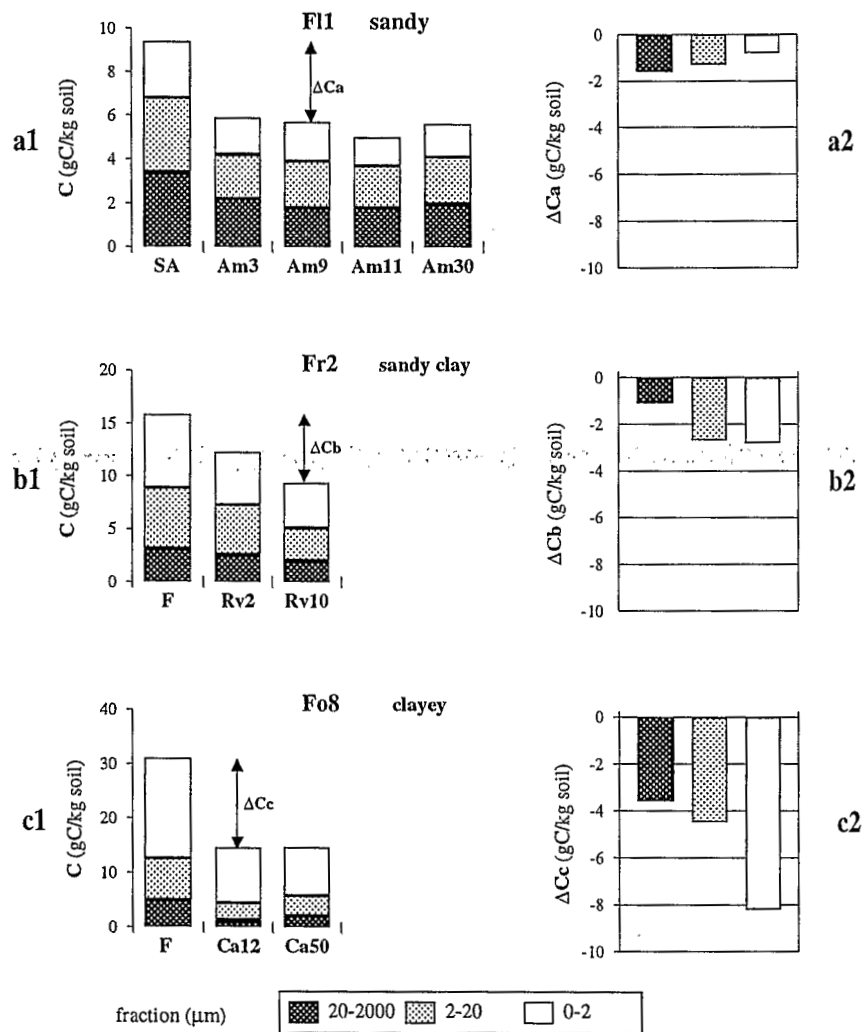 Fl1 sandy
a1
C (gC/kg soil)
10
8
6
4
2
0
ΔCa
SA Am3 Am9 Am11 Am30
ΔCa (gC/kg soil)
0
-2
-4
-6
-8
-10
a2
Fr2 sandy clay
b1
C (gC/kg soil)
20
15
10
5
0
ΔCb
F Rv2 Rv10
ΔCb (gC/kg soil)
0
-2
-4
-6
-8
-10
b2
Fo8 clayey
c1
C (gC/kg soil)
40
30
20
10
0
ΔCc
F Ca12 Ca50
ΔCc (gC/kg soil)
0
-2
-4
-6
-8
-10
c2
fraction (μm) 20-2000 2-20 0-2